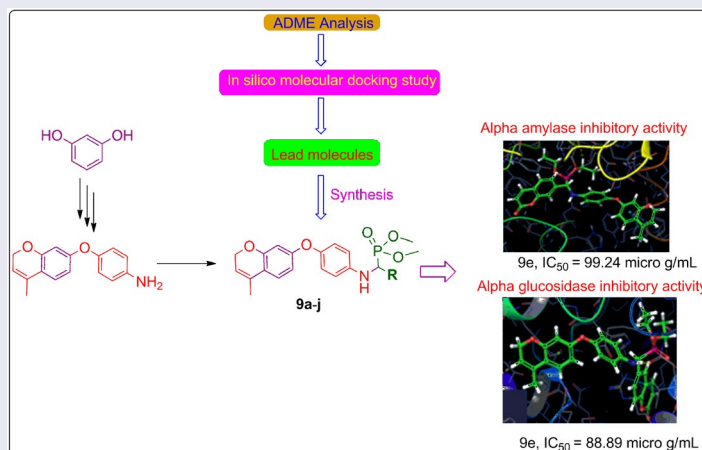 ADME Analysis
In silico molecular docking study
Lead molecules
Synthesis
HO OH
O O NH2
O O N H P O O O R
9a-j
Alpha amylase inhibitory activity
9e, IC50 = 99.24 micro g/mL
Alpha glucosidase inhibitory activity
9e, IC50 = 88.89 micro g/mL